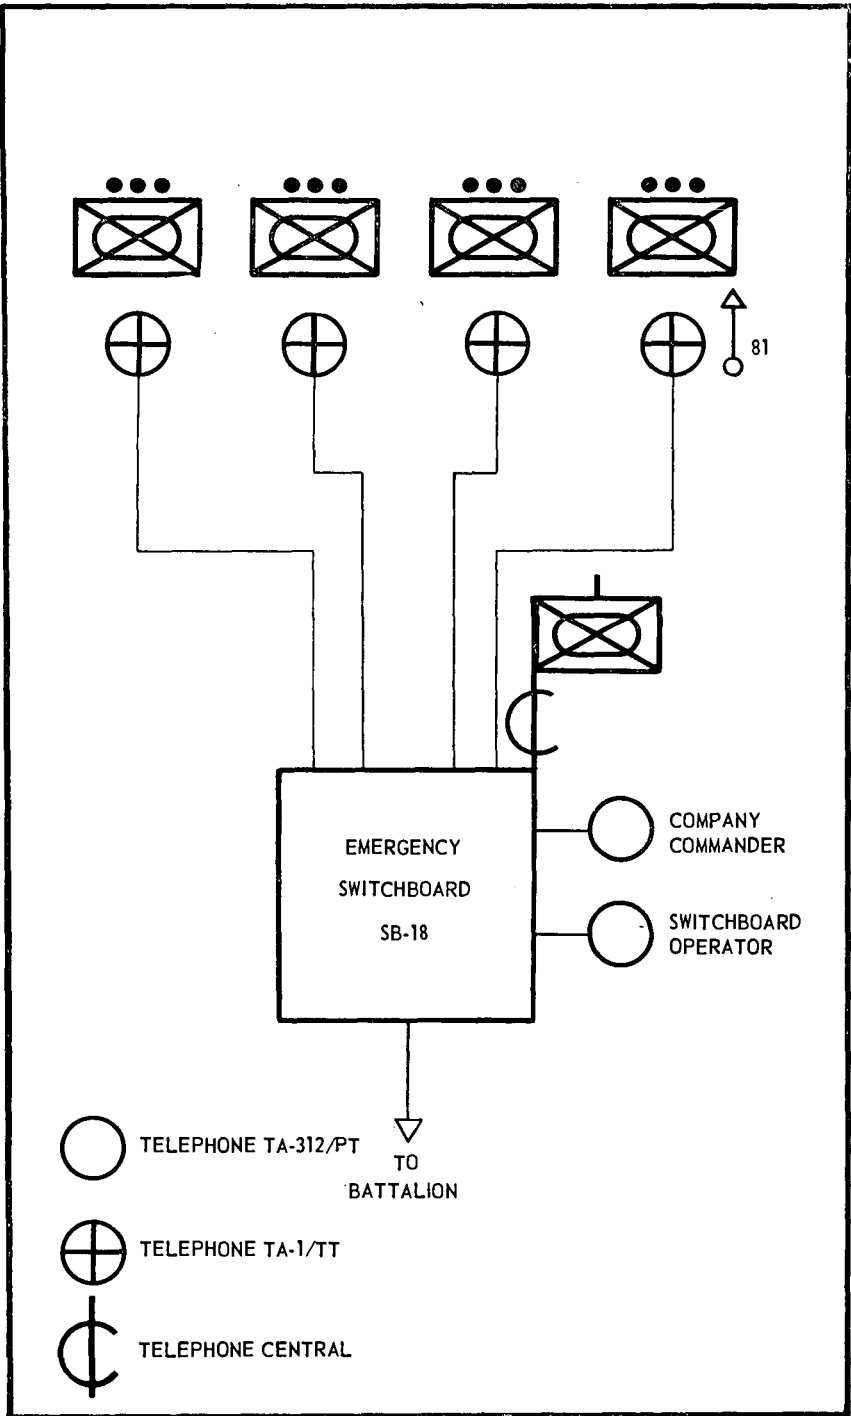 81
COMPANY
COMMANDER
EMERGENCY
SWITCHBOARD
SB-18
SWITCHBOARD
OPERATOR
TO
BATTALION
TELEPHONE TA-312/PT
TELEPHONE TA-1/TT
TELEPHONE CENTRAL